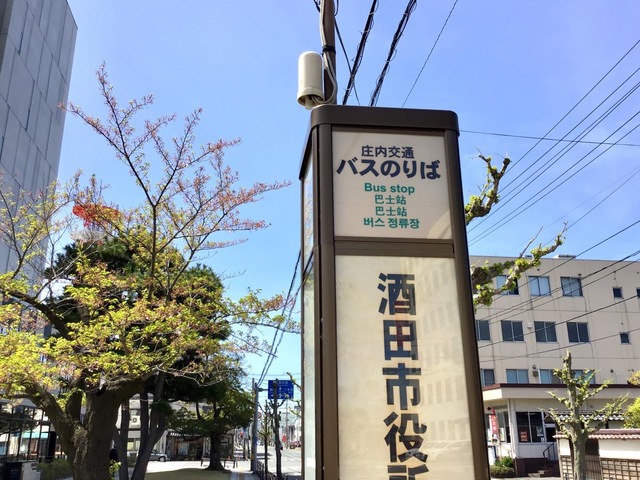 庄内交通
バスのりば
Bus stop
巴士站
巴士站
버스 정류장
酒田市役所